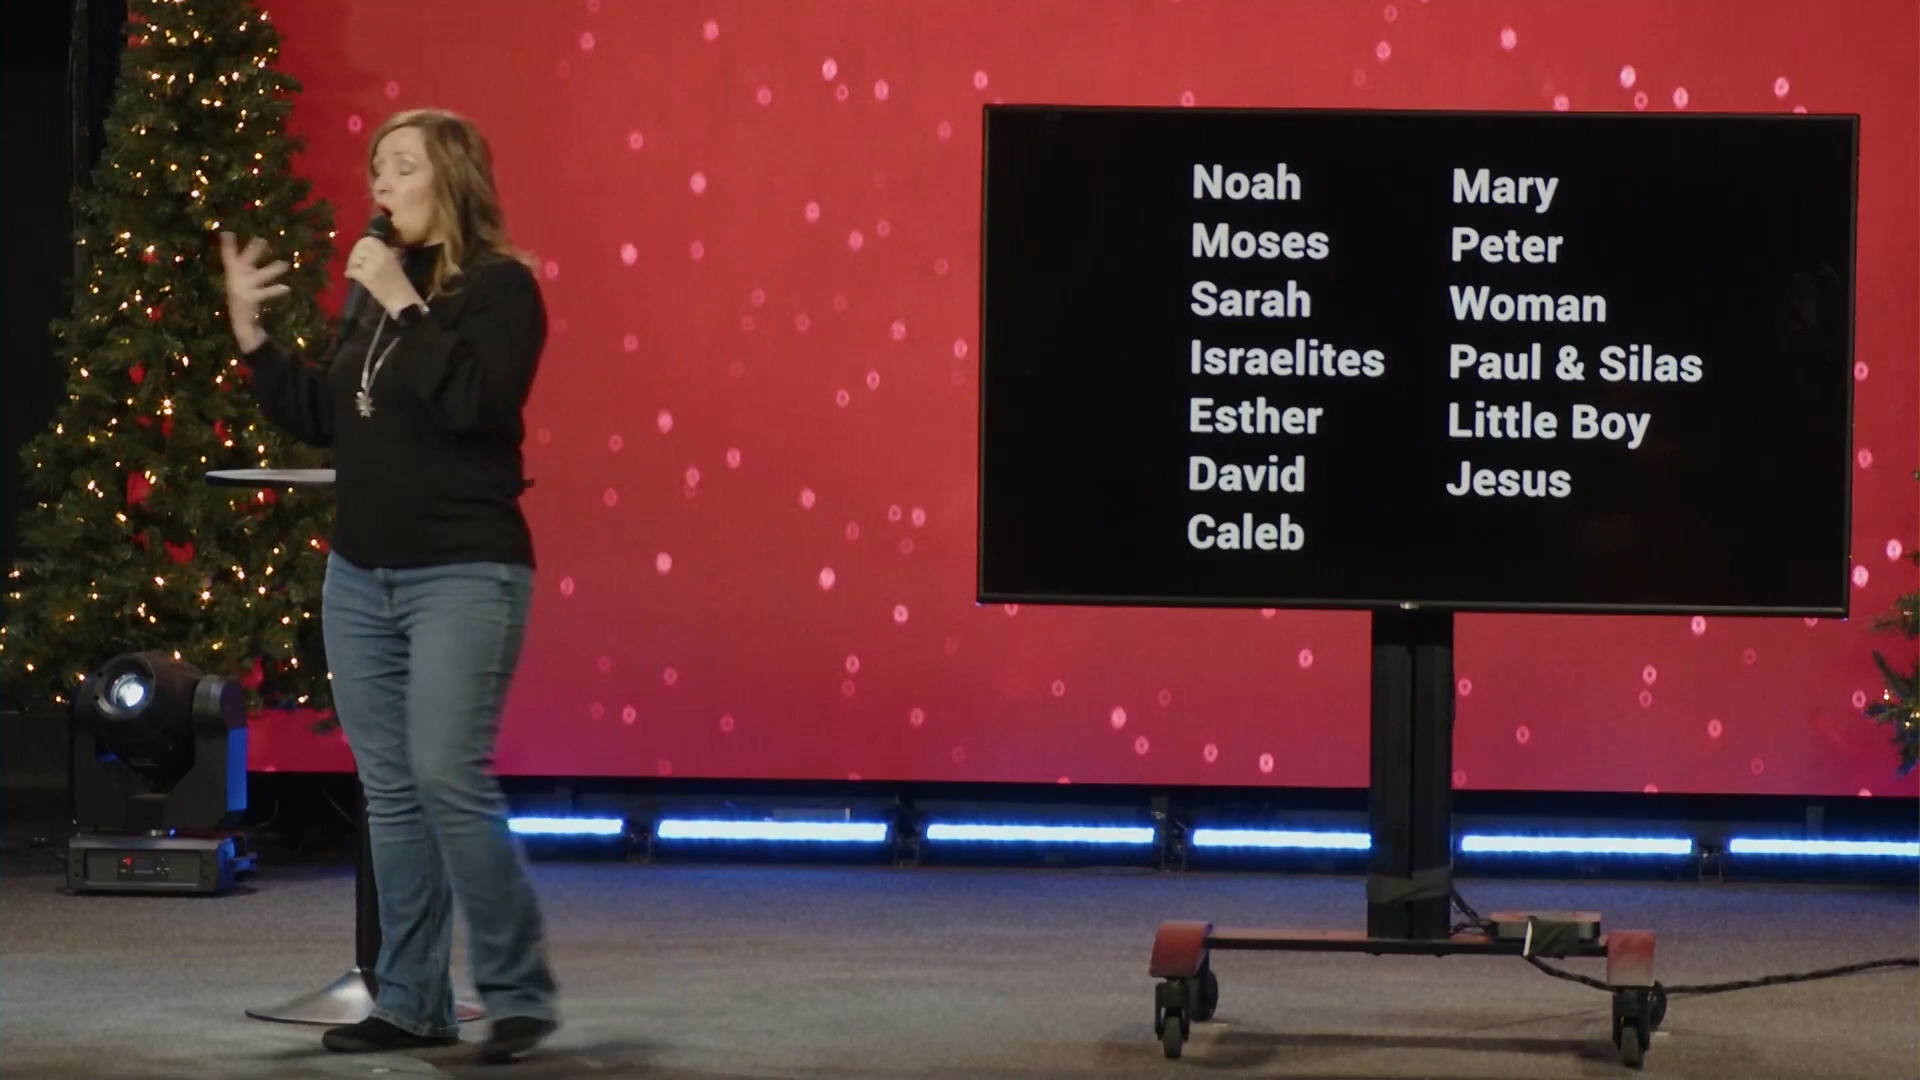 Noah
Moses
Sarah
Israelites
Esther
David
Caleb
Mary
Peter
Woman
Paul & Silas
Little Boy
Jesus